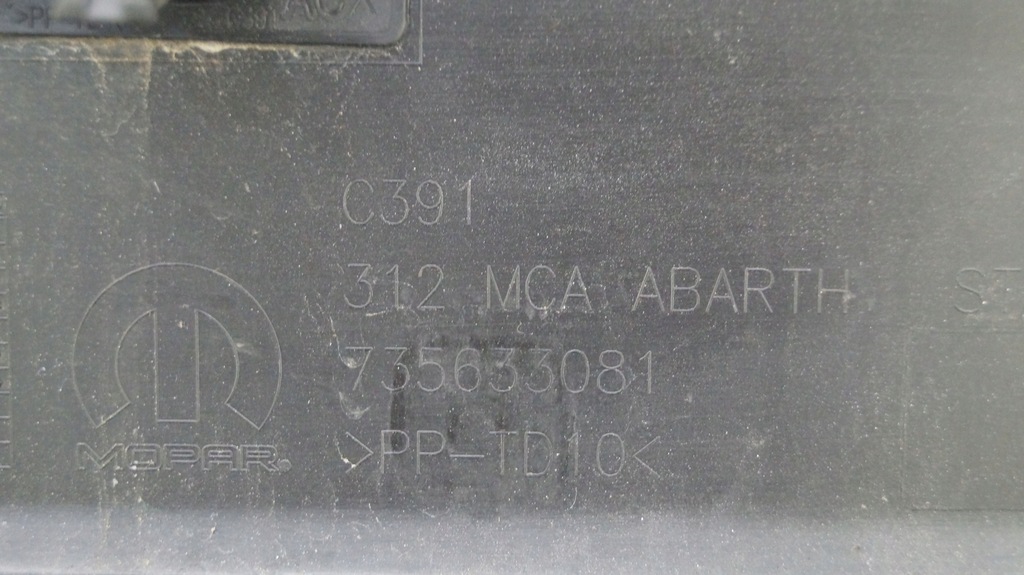 C391
312 MCA ABARTH
735633081
>PP-TD10<
MOPAR®